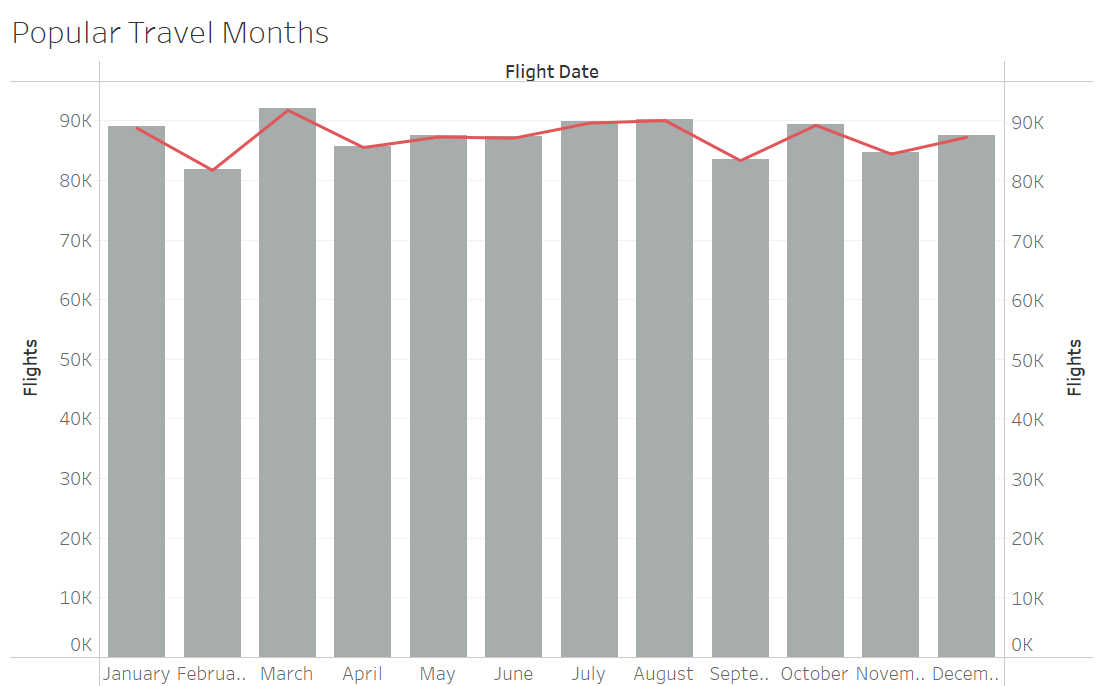 Popular Travel Months
Flight Date
90K 90K
80K 80K
70K 70K
60K 60K
50K 50K
40K 40K
30K 30K
20K 20K
10K 10K
0K 0K
Flights
Flights
January Februa.. March April May June July August Septe.. October Novem.. Decem..